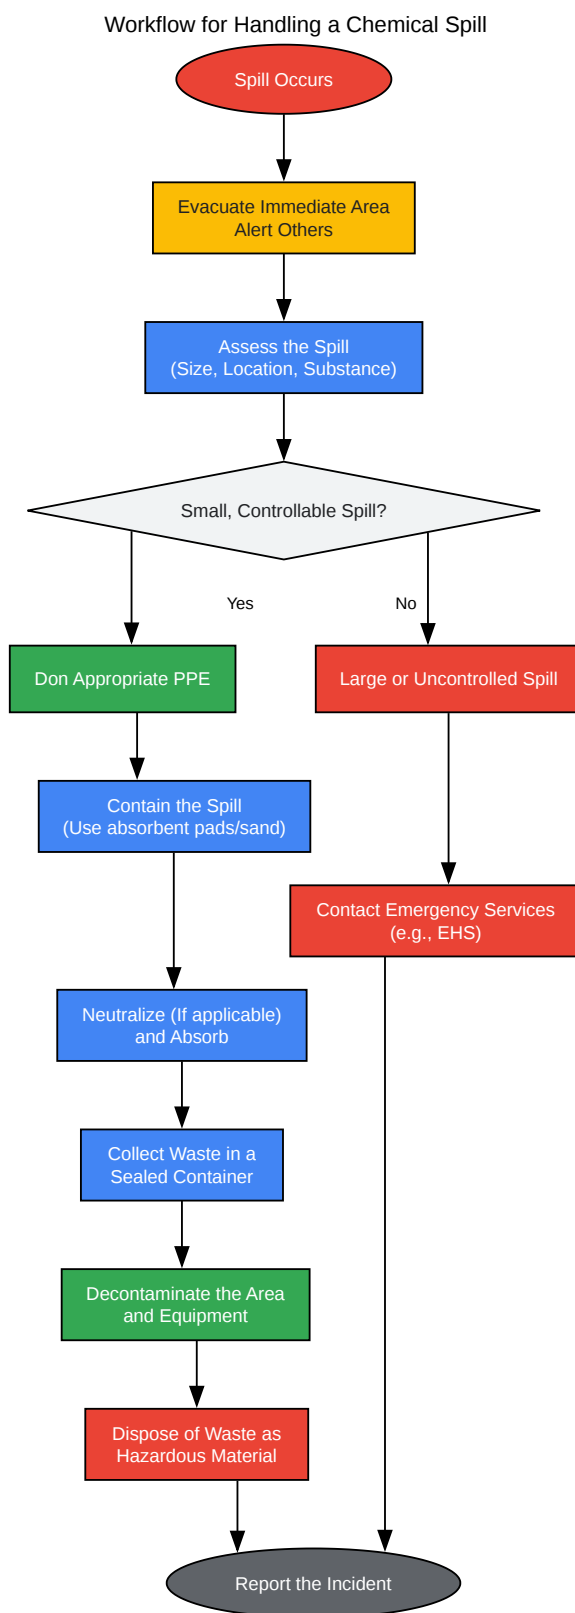 Workflow for Handling a Chemical Spill
Spill Occurs
Evacuate Immediate Area
Alert Others
Assess the Spill
(Size, Location, Substance)
Small, Controllable Spill?
Yes
No
Don Appropriate PPE
Large or Uncontrolled Spill
Contain the Spill
(Use absorbent pads/sand)
Contact Emergency Services
(e.g., EHS)
Neutralize (If applicable)
and Absorb
Collect Waste in a
Sealed Container
Decontaminate the Area
and Equipment
Dispose of Waste as
Hazardous Material
Report the Incident